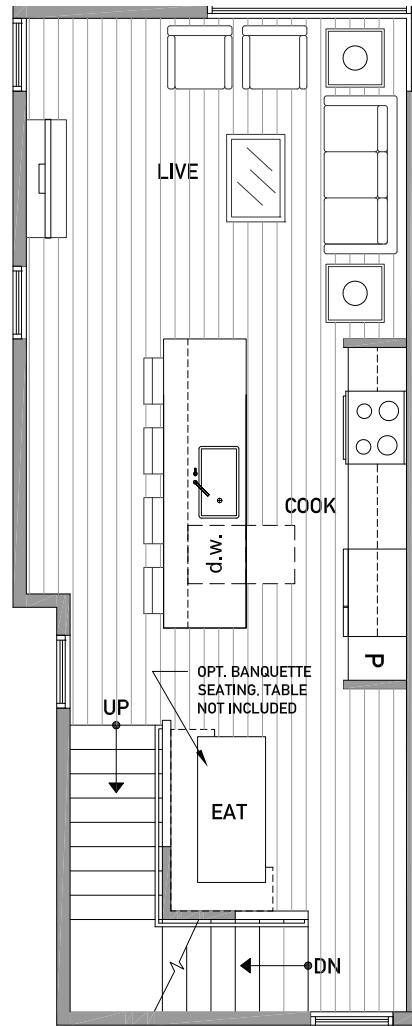 LIVE
COOK
d.w.
P
OPT. BANQUETTE
SEATING, TABLE
NOT INCLUDED
UP
EAT
DN